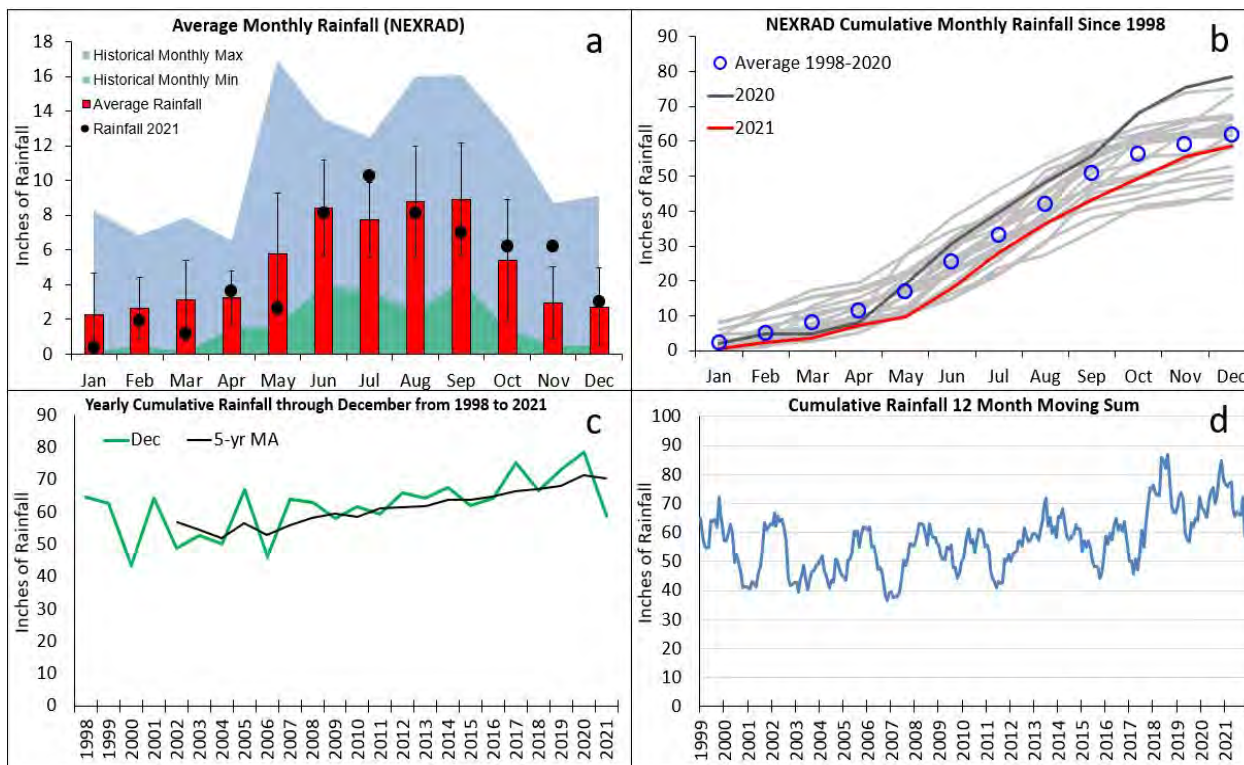 Average Monthly Rainfall (NEXRAD)
a
18
16
14
12
10
8
6
4
2
0
Inches of Rainfall
Historical Monthly Max
Historical Monthly Min
Average Rainfall
Rainfall 2021
Jan Feb Mar Apr May Jun Jul Aug Sep Oct Nov Dec
NEXRAD Cumulative Monthly Rainfall Since 1998
b
90
80
70
60
50
40
30
20
10
0
Inches of Rainfall
Average 1998-2020
2020
2021
Jan Feb Mar Apr May Jun Jul Aug Sep Oct Nov Dec
Yearly Cumulative Rainfall through December from 1998 to 2021
c
90
80
70
60
50
40
30
20
10
0
Inches of Rainfall
Dec 5-yr MA
1998 1999 2000 2001 2002 2003 2004 2005 2006 2007 2008 2009 2010 2011 2012 2013 2014 2015 2016 2017 2018 2019 2020 2021
Cumulative Rainfall 12 Month Moving Sum
d
100
90
80
70
60
50
40
30
20
10
0
Inches of Rainfall
1999 2000 2001 2002 2003 2004 2005 2006 2007 2008 2009 2010 2011 2012 2013 2014 2015 2016 2017 2018 2019 2020 2021